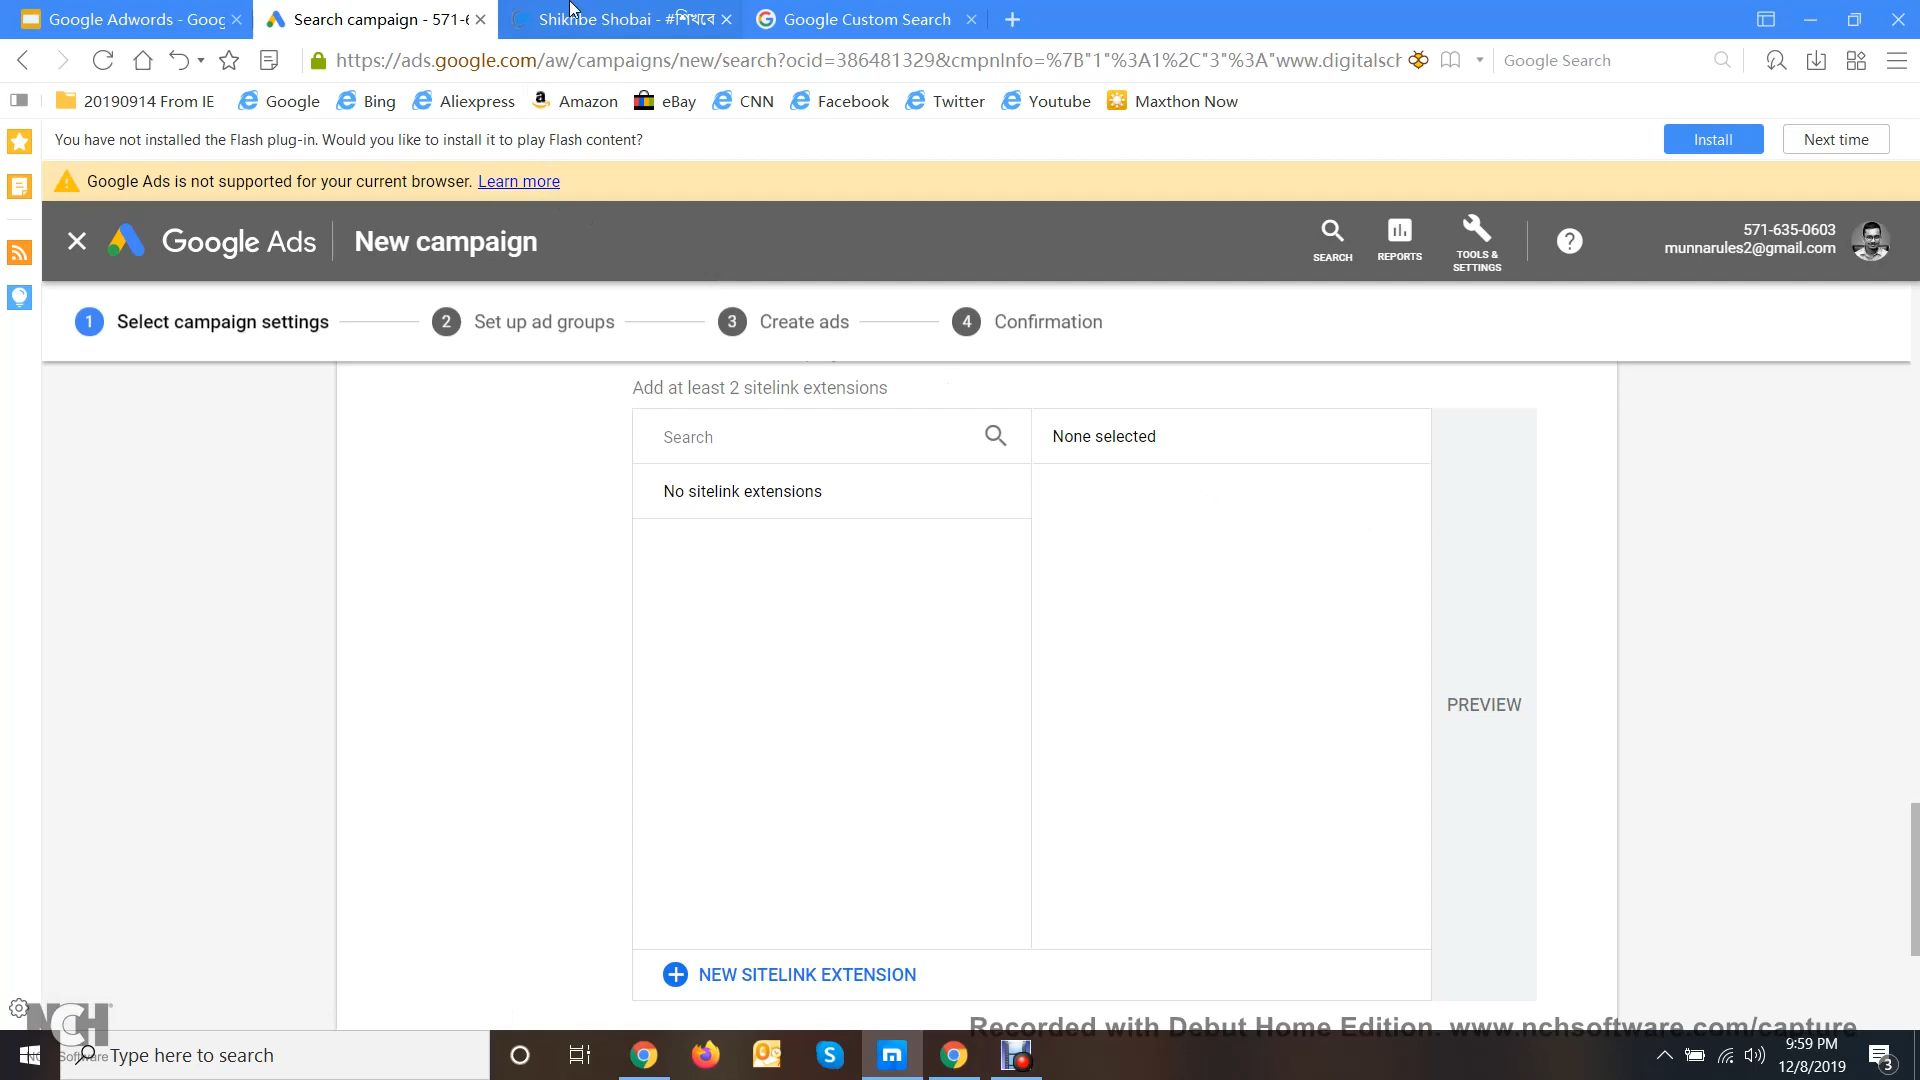 Google Adwords - Goog
Search campaign - 571-6
Shikhbe Shobai - #শিখবে
Google Custom Search
https://ads.google.com/aw/campaigns/new/search?ocid=386481329&cmpnInfo=%7B"1"%3A1%2C"3"%3A"www.digitalscl
Google Search
20190914 From IE
Google
Bing
Aliexpress
Amazon
eBay
CNN
Facebook
Twitter
Youtube
Maxthon Now
You have not installed the Flash plug-in. Would you like to install it to play Flash content?
Install
Next time
Google Ads is not supported for your current browser. Learn more
Google Ads
New campaign
SEARCH
REPORTS
TOOLS &
SETTINGS
571-635-0603
munnarules2@gmail.com
1 Select campaign settings
2 Set up ad groups
3 Create ads
4 Confirmation
Add at least 2 sitelink extensions
Search
None selected
No sitelink extensions
PREVIEW
NEW SITELINK EXTENSION
NCH
Software
Recorded with Debut Home Edition. www.nchsoftware.com/capture
Type here to search
9:59 PM
12/8/2019
3